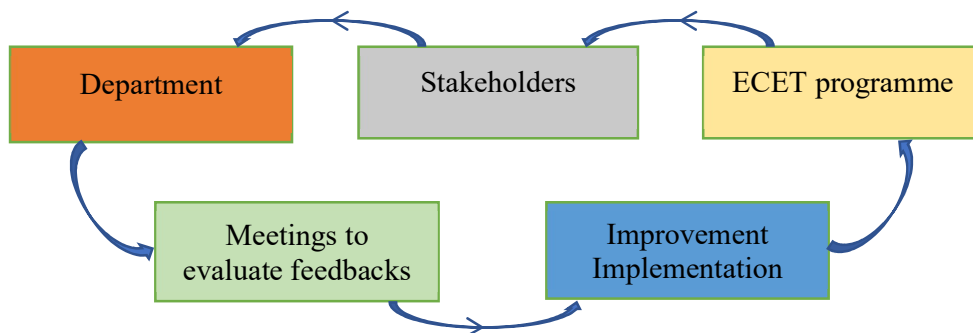 Department
Stakeholders
ECET programme
Meetings to
evaluate feedbacks
Improvement
Implementation